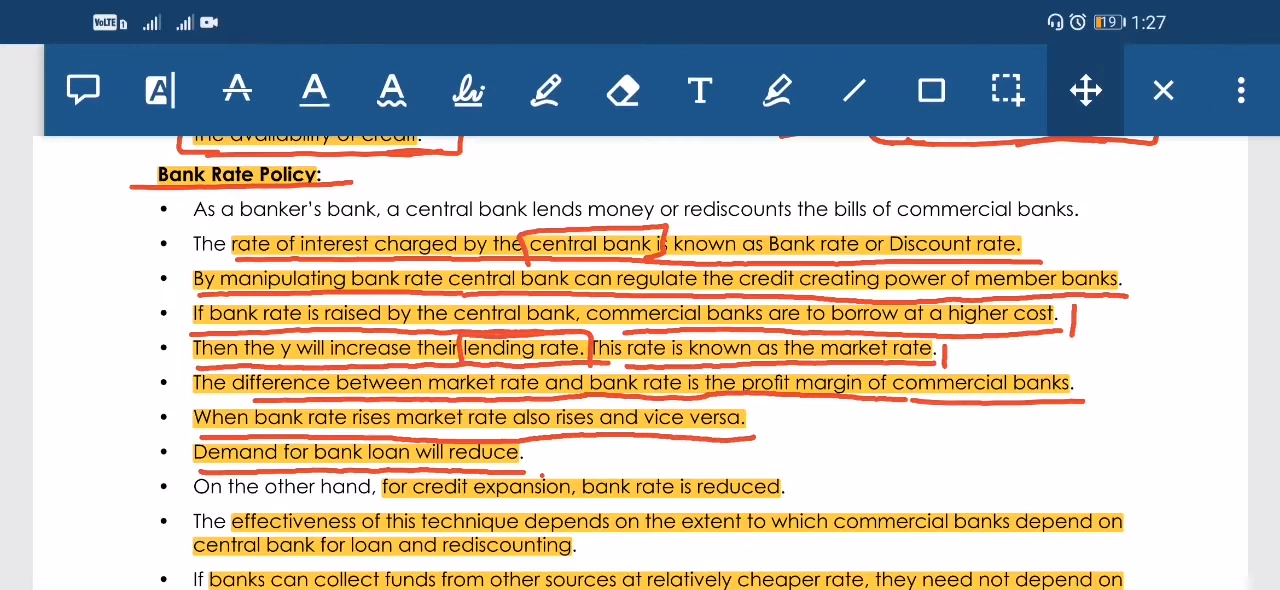 VoLTE 1 19 1:27
A A A A T
the availability of credit.
Bank Rate Policy:
• As a banker's bank, a central bank lends money or rediscounts the bills of commercial banks.
• The rate of interest charged by the central bank is known as Bank rate or Discount rate.
• By manipulating bank rate central bank can regulate the credit creating power of member banks.
• If bank rate is raised by the central bank, commercial banks are to borrow at a higher cost.
• Then the y will increase their lending rate. This rate is known as the market rate.
• The difference between market rate and bank rate is the profit margin of commercial banks.
• When bank rate rises market rate also rises and vice versa.
• Demand for bank loan will reduce.
• On the other hand, for credit expansion, bank rate is reduced.
• The effectiveness of this technique depends on the extent to which commercial banks depend on
central bank for loan and rediscounting.
• If banks can collect funds from other sources at relatively cheaper rate, they need not depend on